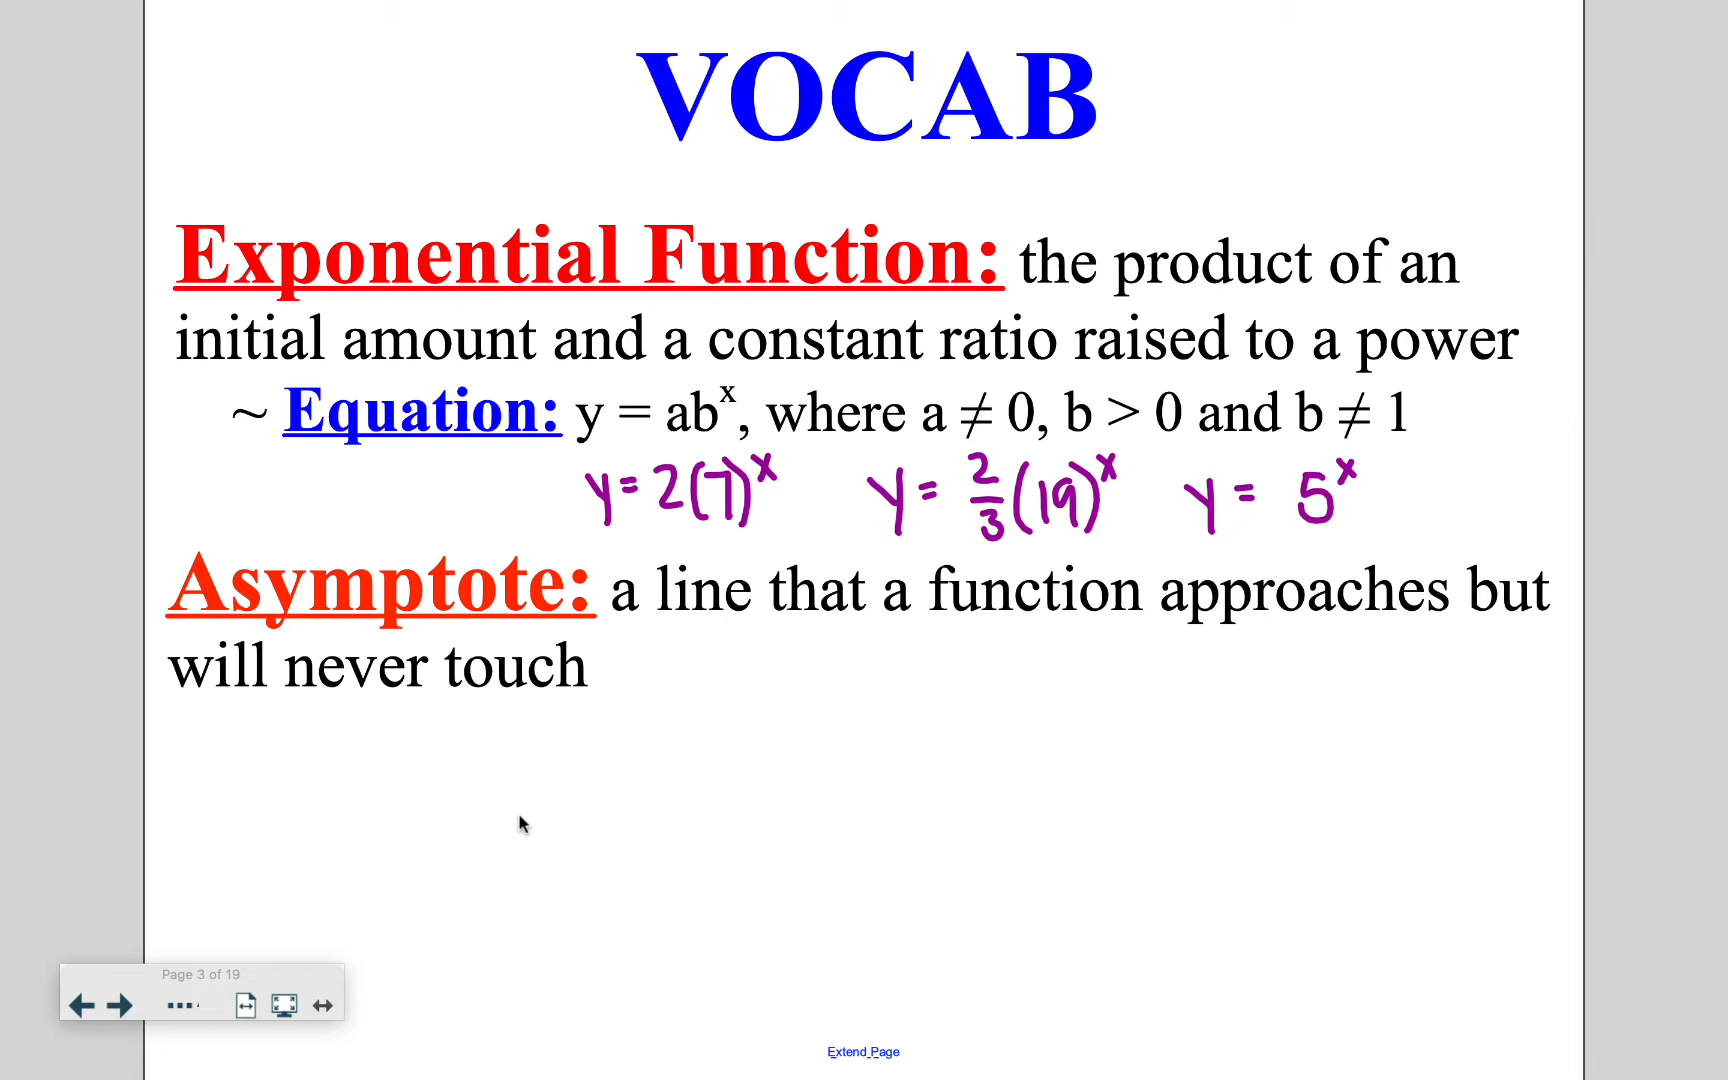 VOCAB
Exponential Function: the product of an
initial amount and a constant ratio raised to a power
~ Equation: y = abˣ, where a ≠ 0, b > 0 and b ≠ 1
y = 2(7)ˣ y = 2/3(19)ˣ y = 5ˣ
Asymptote: a line that a function approaches but
will never touch
Page 3 of 19
Extend Page